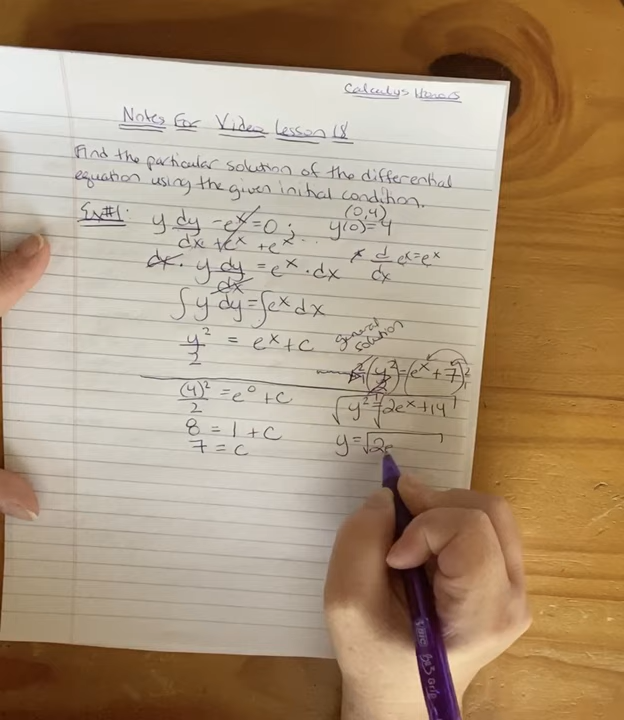 Calculus Honors
Notes For Video Lesson 18
Find the particular solution of the differential
equation using the given initial condition.
(0,4)
Ex#1: y dy/dx - e^x = 0 ; y(0)=4
+e^x +e^x
dx · y dy/dx = e^x · dx * d/dx e^x = e^x
∫y dy = ∫e^x dx
y²/2 = e^x + C general solution
2(y²/2) = (e^x + 7)2
(4)²/2 = e⁰ + C √y² = √2e^x + 14
8 = 1 + C y = √2e
7 = C